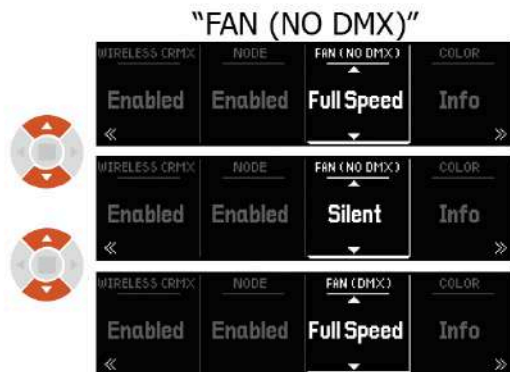 “FAN (NO DMX)”
WIRELESS CRMX NODE FAN (NO DMX) COLOR
Enabled Enabled Full Speed Info
WIRELESS CRMX NODE FAN (NO DMX) COLOR
Enabled Enabled Silent Info
WIRELESS CRMX NODE FAN (DMX) COLOR
Enabled Enabled Full Speed Info